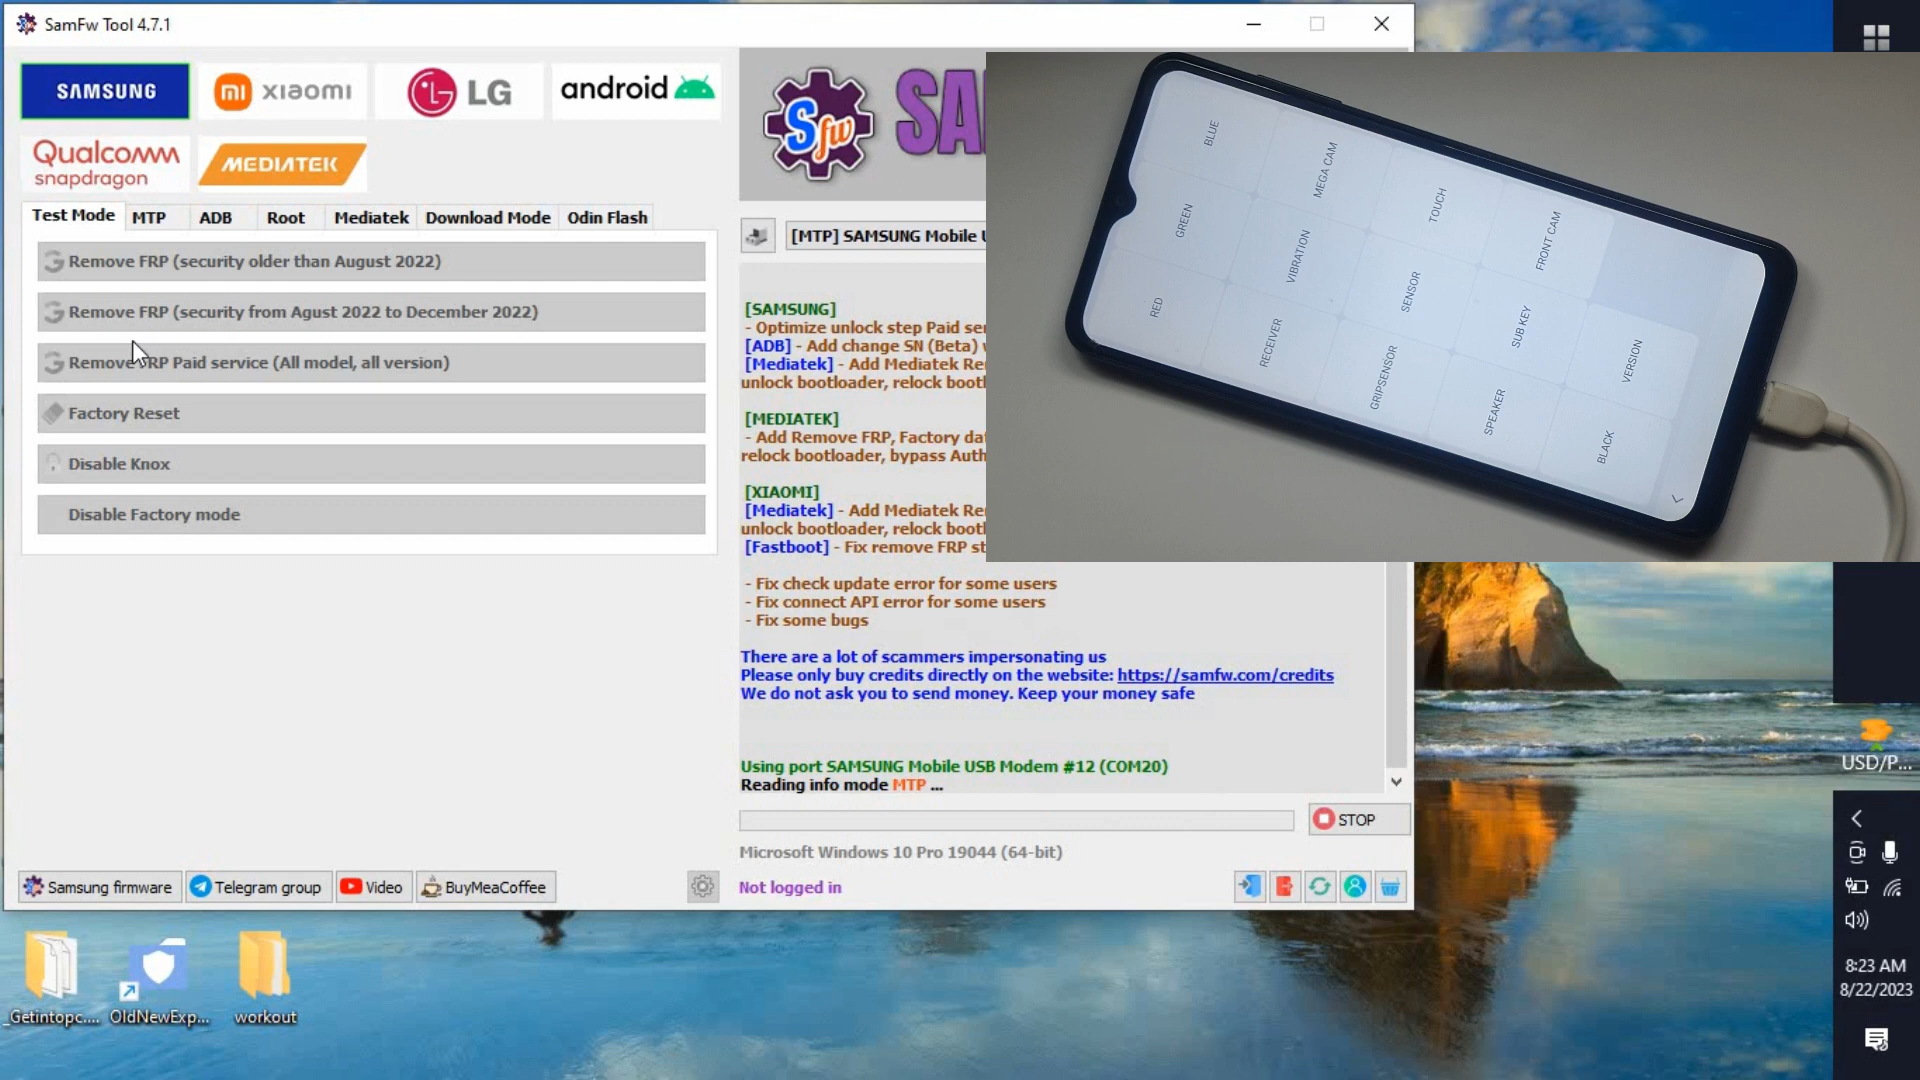 SamFw Tool 4.7.1
SAMSUNG
mi xiaomi
LG
android
Qualcomm
snapdragon
MEDIATEK
Test Mode
MTP
ADB
Root
Mediatek
Download Mode
Odin Flash
Remove FRP (security older than August 2022)
Remove FRP (security from Agust 2022 to December 2022)
Remove FRP Paid service (All model, all version)
Factory Reset
Disable Knox
Disable Factory mode
Samsung firmware
Telegram group
Video
BuyMeaCoffee
Sfw
SA
[MTP] SAMSUNG Mobile
[SAMSUNG]
- Optimize unlock step Paid
[ADB] - Add change SN (Beta)
[Mediatek] - Add Mediatek
unlock bootloader, relock
[MEDIATEK]
- Add Remove FRP, Factory
relock bootloader, bypass
[XIAOMI]
[Mediatek] - Add Mediatek
unlock bootloader, relock
[Fastboot] - Fix remove FRP
- Fix check update error for some users
- Fix connect API error for some users
- Fix some bugs
There are a lot of scammers impersonating us
Please only buy credits directly on the website: https://samfw.com/credits
We do not ask you to send money. Keep your money safe
Using port SAMSUNG Mobile USB Modem #12 (COM20)
Reading info mode MTP ...
STOP
Microsoft Windows 10 Pro 19044 (64-bit)
Not logged in
RED
GREEN
BLUE
RECEIVER
VIBRATION
MEGA CAM
GRIPSENSOR
SENSOR
TOUCH
SPEAKER
SUB KEY
FRONT CAM
BLACK
VERSION
_Getintopc....
OldNewExp...
workout
USD/P...
8:23 AM
8/22/2023